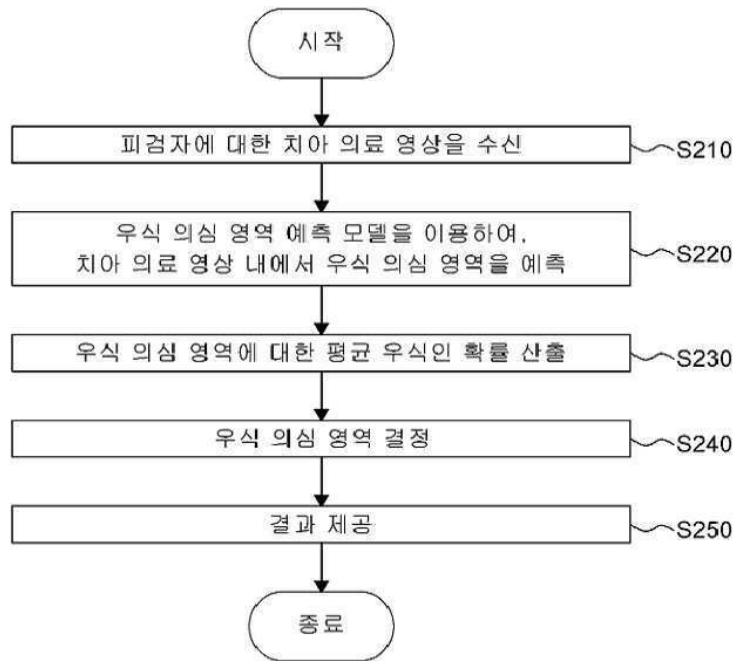 시작
피검자에 대한 치아 의료 영상을 수신
S210
우식 의심 영역 예측 모델을 이용하여,
치아 의료 영상 내에서 우식 의심 영역을 예측
S220
우식 의심 영역에 대한 평균 우식인 확률 산출
S230
우식 의심 영역 결정
S240
결과 제공
S250
종료